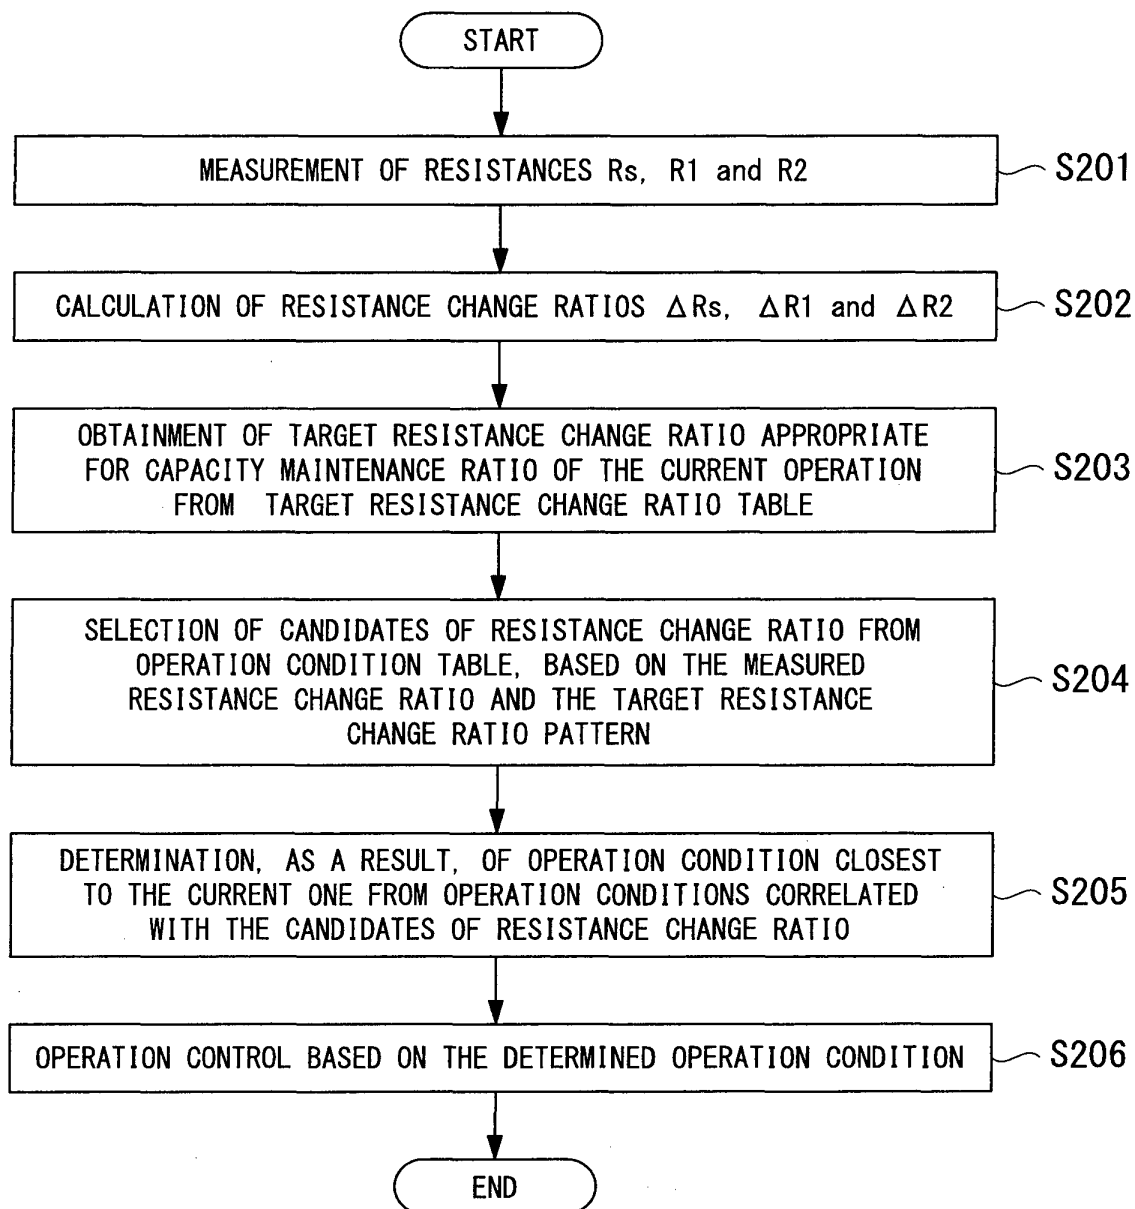 START
MEASUREMENT OF RESISTANCES Rs, R1 and R2
S201
CALCULATION OF RESISTANCE CHANGE RATIOS ΔRs, ΔR1 and ΔR2
S202
OBTAINMENT OF TARGET RESISTANCE CHANGE RATIO APPROPRIATE
FOR CAPACITY MAINTENANCE RATIO OF THE CURRENT OPERATION
FROM TARGET RESISTANCE CHANGE RATIO TABLE
S203
SELECTION OF CANDIDATES OF RESISTANCE CHANGE RATIO FROM
OPERATION CONDITION TABLE, BASED ON THE MEASURED
RESISTANCE CHANGE RATIO AND THE TARGET RESISTANCE
CHANGE RATIO PATTERN
S204
DETERMINATION, AS A RESULT, OF OPERATION CONDITION CLOSEST
TO THE CURRENT ONE FROM OPERATION CONDITIONS CORRELATED
WITH THE CANDIDATES OF RESISTANCE CHANGE RATIO
S205
OPERATION CONTROL BASED ON THE DETERMINED OPERATION CONDITION
S206
END